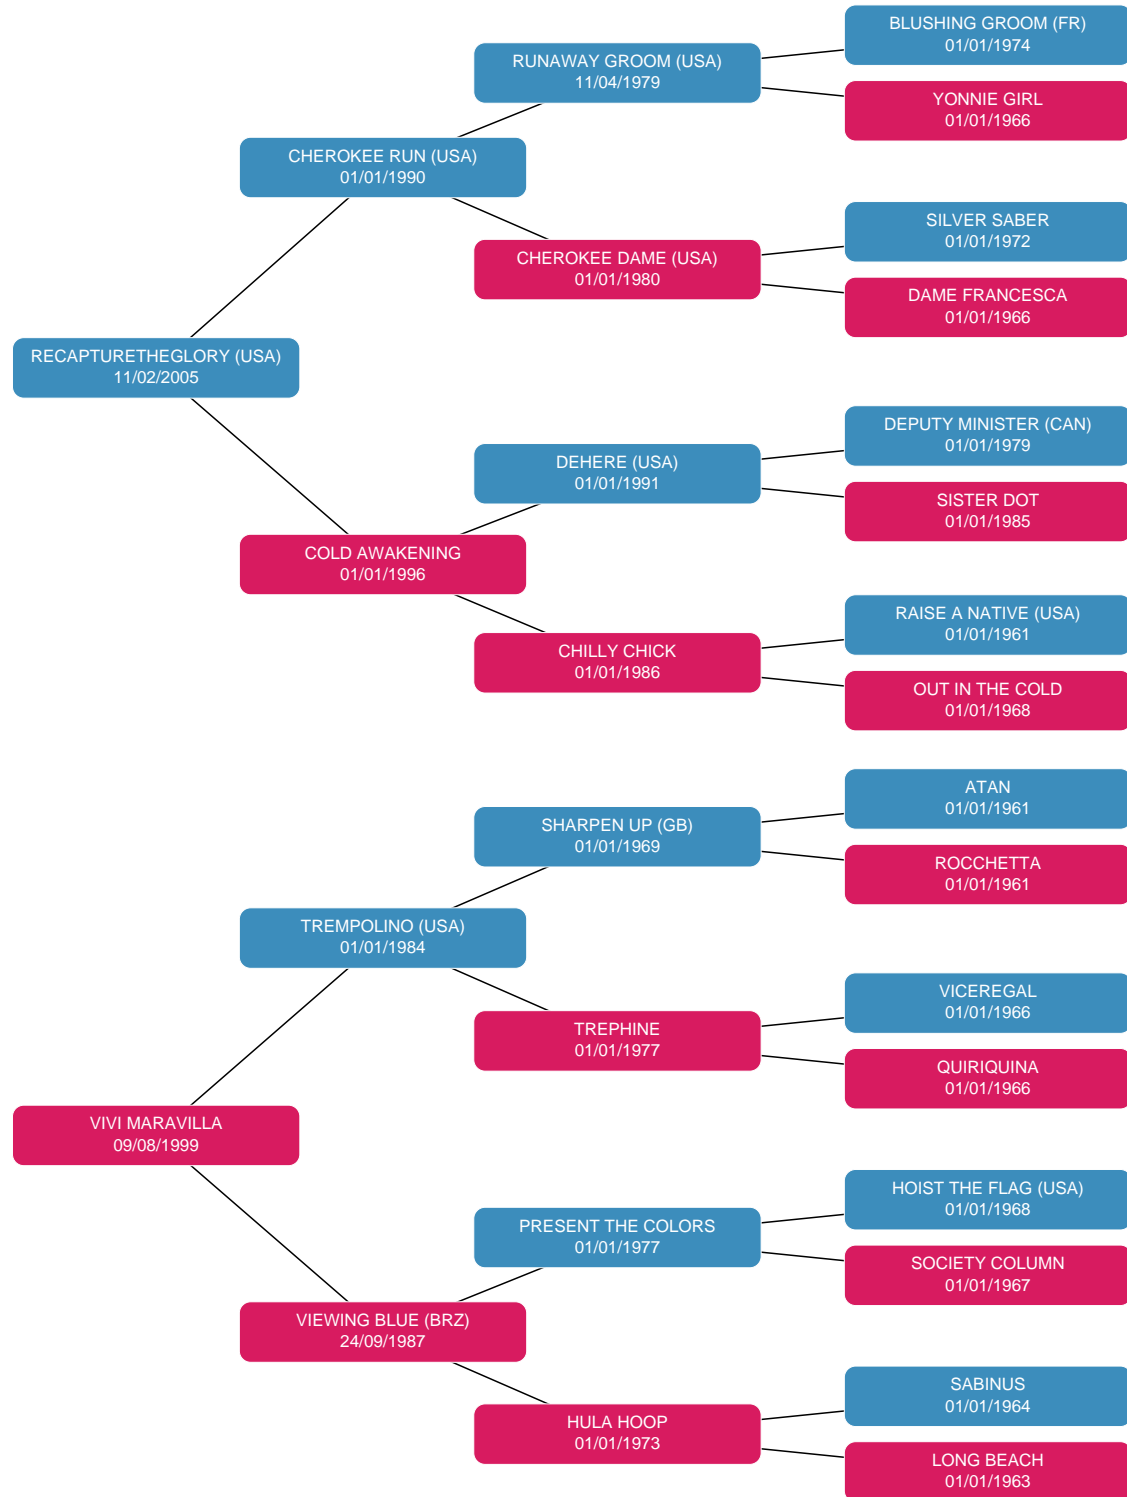 BLUSHING GROOM (FR)
01/01/1974
RUNAWAY GROOM (USA)
11/04/1979
YONNIE GIRL
01/01/1966
CHEROKEE RUN (USA)
01/01/1990
SILVER SABER
01/01/1972
CHEROKEE DAME (USA)
01/01/1980
DAME FRANCESCA
01/01/1966
RECAPTURETHEGLORY (USA)
11/02/2005
DEPUTY MINISTER (CAN)
01/01/1979
DEHERE (USA)
01/01/1991
SISTER DOT
01/01/1985
COLD AWAKENING
01/01/1996
RAISE A NATIVE (USA)
01/01/1961
CHILLY CHICK
01/01/1986
OUT IN THE COLD
01/01/1968
ATAN
01/01/1961
SHARPEN UP (GB)
01/01/1969
ROCCHETTA
01/01/1961
TREMPOLINO (USA)
01/01/1984
VICEREGAL
01/01/1966
TREPHINE
01/01/1977
QUIRIQUINA
01/01/1966
VIVI MARAVILLA
09/08/1999
HOIST THE FLAG (USA)
01/01/1968
PRESENT THE COLORS
01/01/1977
SOCIETY COLUMN
01/01/1967
VIEWING BLUE (BRZ)
24/09/1987
SABINUS
01/01/1964
HULA HOOP
01/01/1973
LONG BEACH
01/01/1963